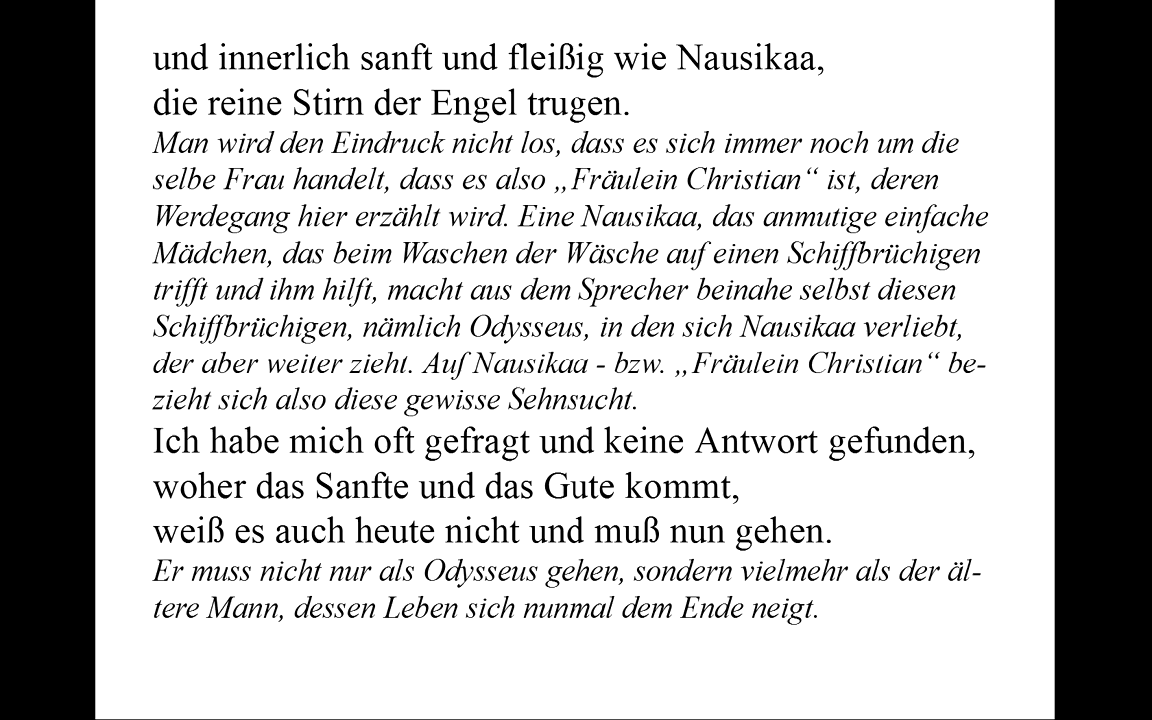 und innerlich sanft und fleißig wie Nausikaa,
die reine Stirn der Engel trugen.
Man wird den Eindruck nicht los, dass es sich immer noch um die
selbe Frau handelt, dass es also „Fräulein Christian“ ist, deren
Werdegang hier erzählt wird. Eine Nausikaa, das anmutige einfache
Mädchen, das beim Waschen der Wäsche auf einen Schiffbrüchigen
trifft und ihm hilft, macht aus dem Sprecher beinahe selbst diesen
Schiffbrüchigen, nämlich Odysseus, in den sich Nausikaa verliebt,
der aber weiter zieht. Auf Nausikaa - bzw. „Fräulein Christian“ be-
zieht sich also diese gewisse Sehnsucht.
Ich habe mich oft gefragt und keine Antwort gefunden,
woher das Sanfte und das Gute kommt,
weiß es auch heute nicht und muß nun gehen.
Er muss nicht nur als Odysseus gehen, sondern vielmehr als der äl-
tere Mann, dessen Leben sich nunmal dem Ende neigt.